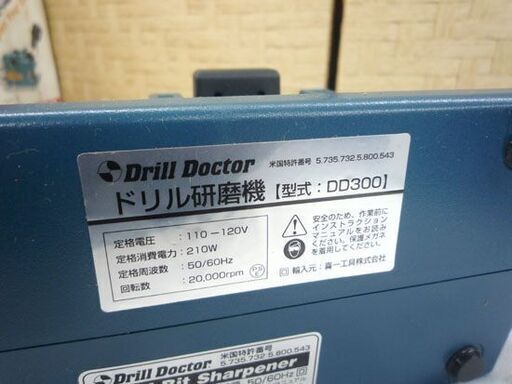 Drill Doctor 米国特許番号 5.735.732.5.800.543
ドリル研磨機【型式：DD300】
定格電圧 ：110－120V
定格消費電力：210W
定格周波数 ：50/60Hz
回転数 ：20,000rpm
安全のため、作業前に
インストラクション
マニュアルをお読み
ください。保護メガネ
を着用してください。
輸入元：真一工具株式会社
Drill Doctor 米国特許番号
5.735.732.5.800.543
Bit Sharpener
50/60Hz